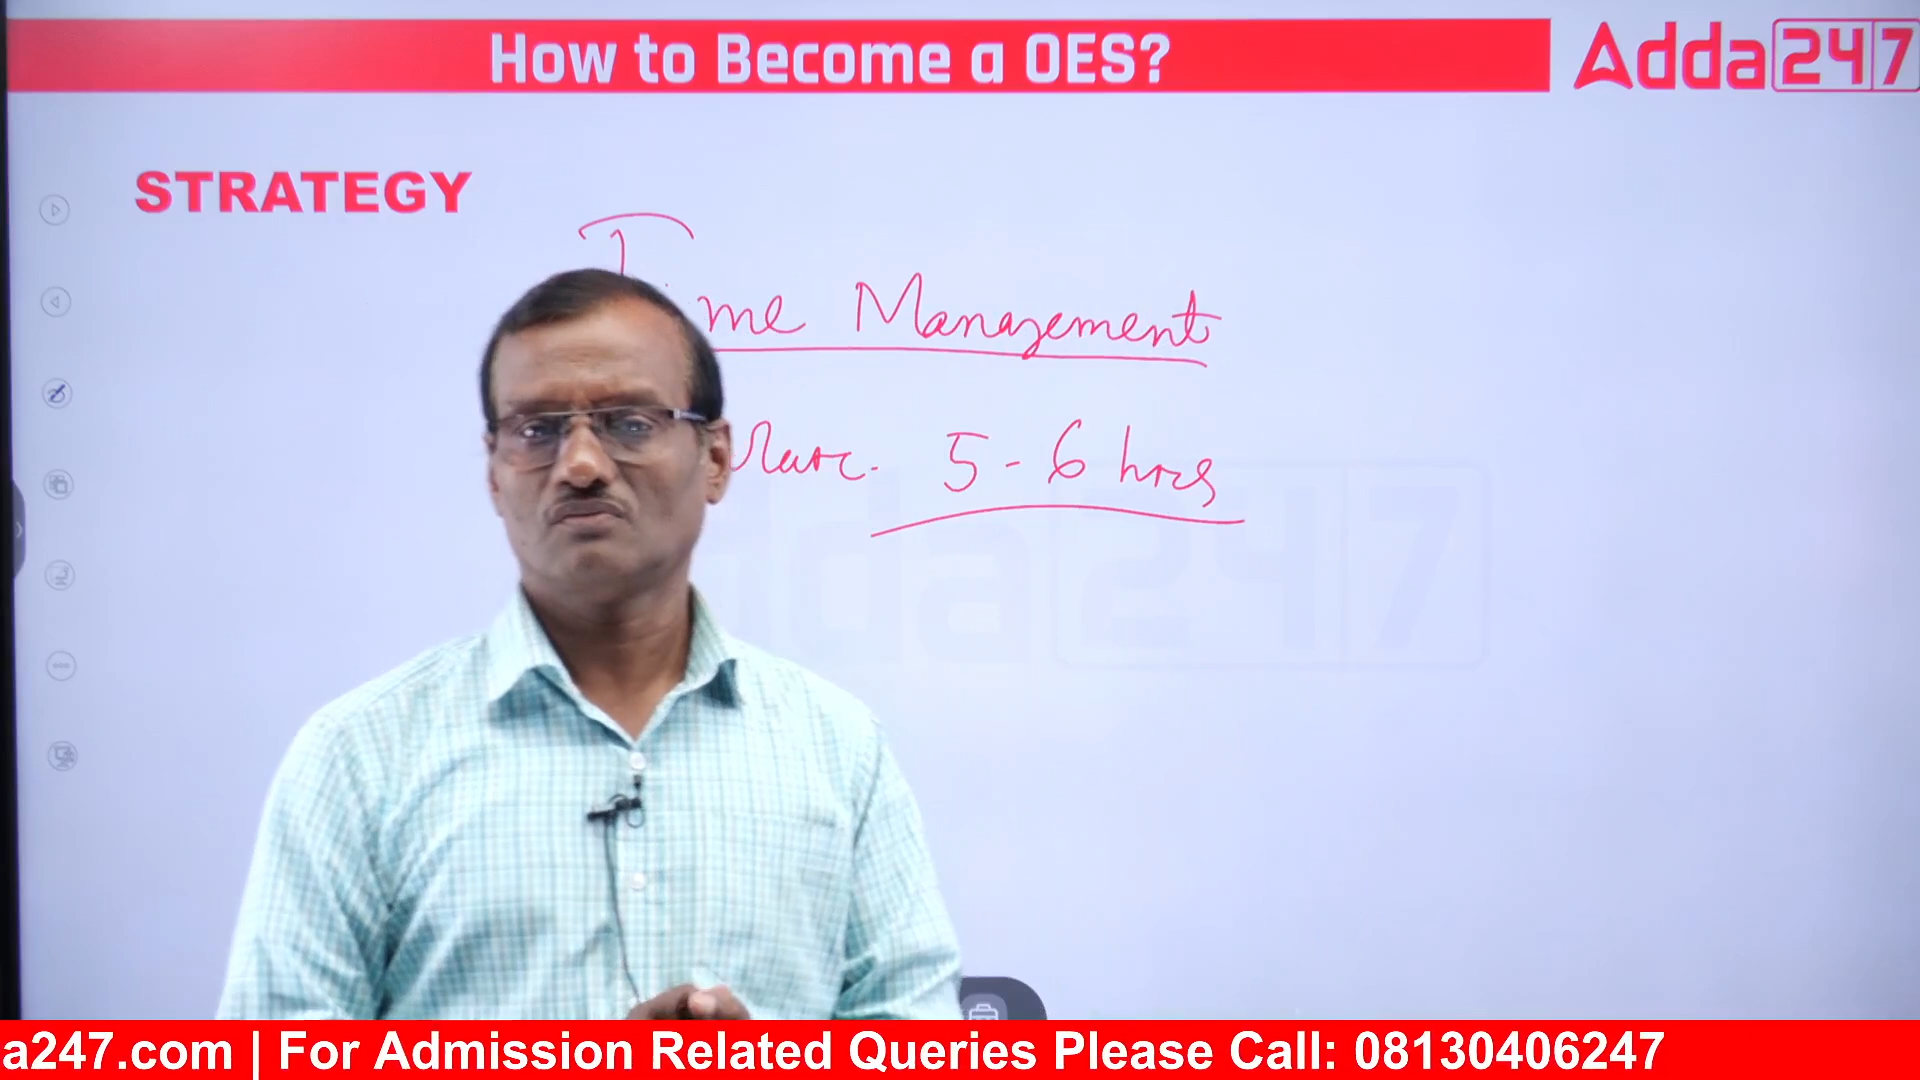 How to Become a OES?
Adda247
STRATEGY
Time Management
5-6 hrs
a247.com | For Admission Related Queries Please Call: 08130406247